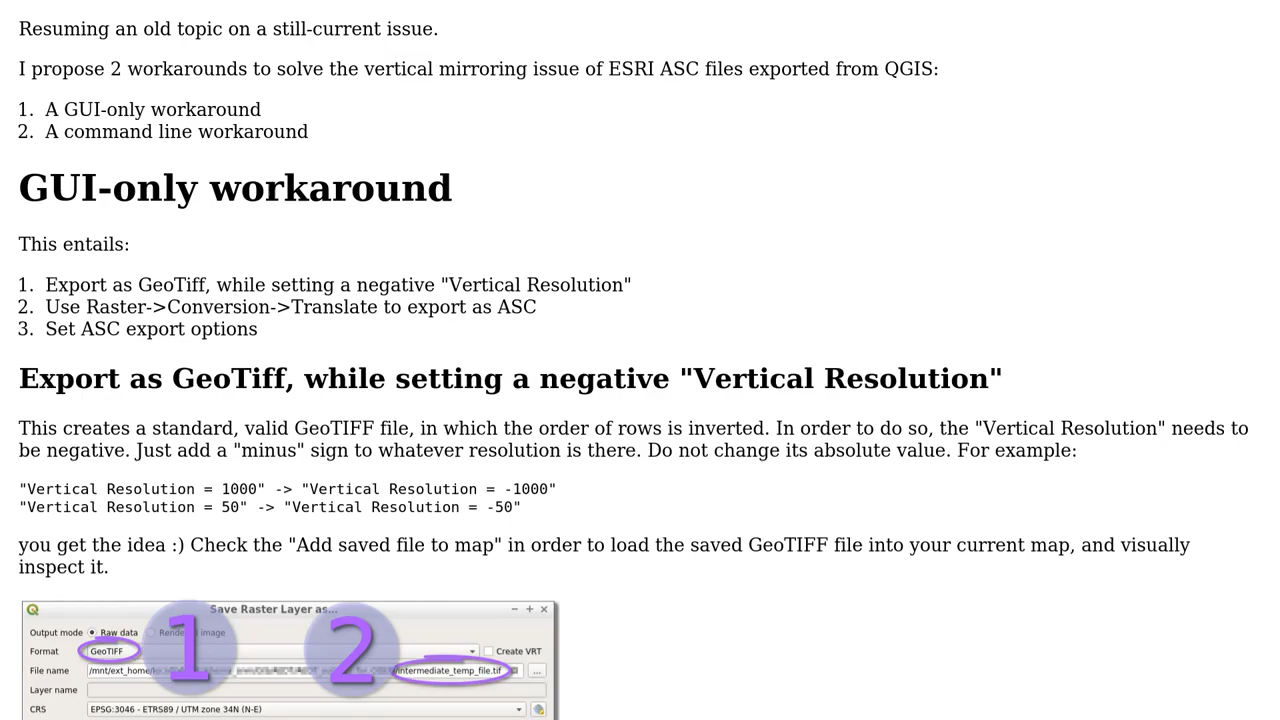 Resuming an old topic on a still-current issue.
I propose 2 workarounds to solve the vertical mirroring issue of ESRI ASC files exported from QGIS:
1. A GUI-only workaround
2. A command line workaround
GUI-only workaround
This entails:
1. Export as GeoTiff, while setting a negative "Vertical Resolution"
2. Use Raster->Conversion->Translate to export as ASC
3. Set ASC export options
Export as GeoTiff, while setting a negative "Vertical Resolution"
This creates a standard, valid GeoTIFF file, in which the order of rows is inverted. In order to do so, the "Vertical Resolution" needs to
be negative. Just add a "minus" sign to whatever resolution is there. Do not change its absolute value. For example:
"Vertical Resolution = 1000" -> "Vertical Resolution = -1000"
"Vertical Resolution = 50" -> "Vertical Resolution = -50"
you get the idea :) Check the "Add saved file to map" in order to load the saved GeoTIFF file into your current map, and visually
inspect it.
Save Raster Layer as...
Output mode Raw data Rendered image
1 2
Format GeoTIFF Create VRT
File name /mnt/ext_home/ /intermediate_temp_file.tif ...
Layer name
CRS EPSG:3046 - ETRS89 / UTM zone 34N (N-E)